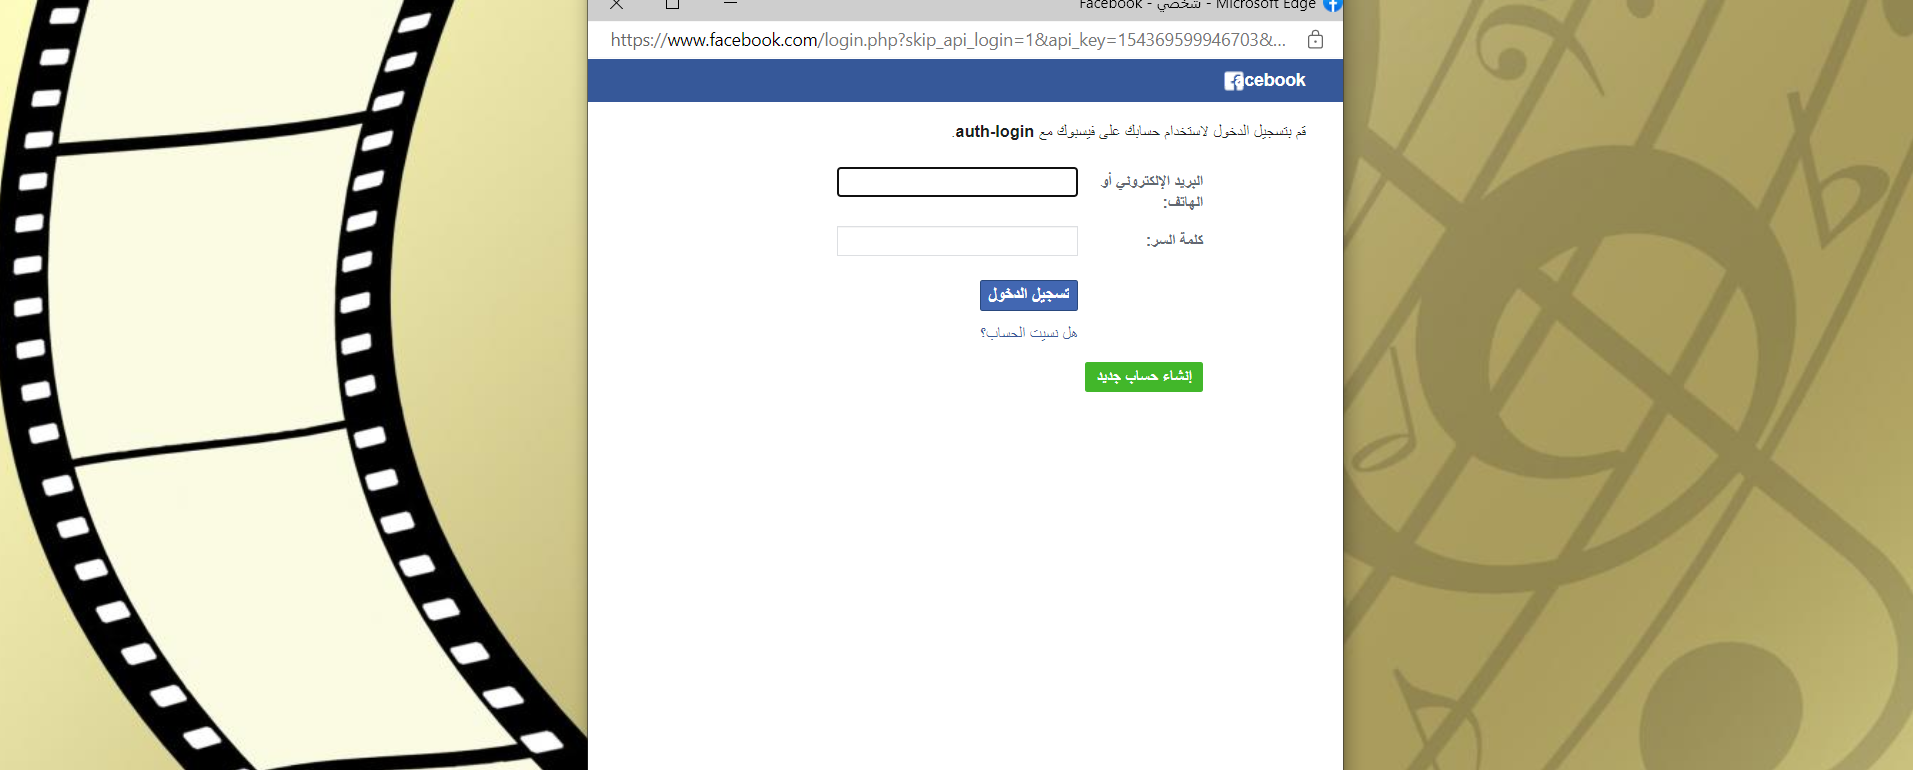 Facebook - شخصي - Microsoft Edge
https://www.facebook.com/login.php?skip_api_login=1&api_key=154369599946703&...
acebook
قم بتسجيل الدخول لاستخدام حسابك على فيسبوك مع auth-login.
البريد الإلكتروني أو
الهاتف:
كلمة السر:
تسجيل الدخول
هل نسيت الحساب؟
إنشاء حساب جديد